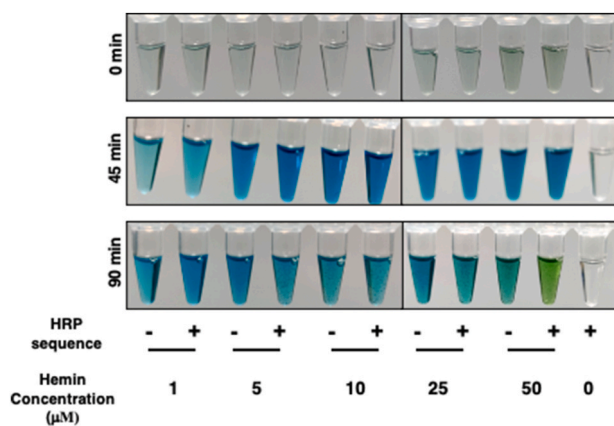 0 min
45 min
90 min
HRP
sequence
- + - + - + - + - + +
Hemin
Concentration
(µM)
1 5 10 25 50 0